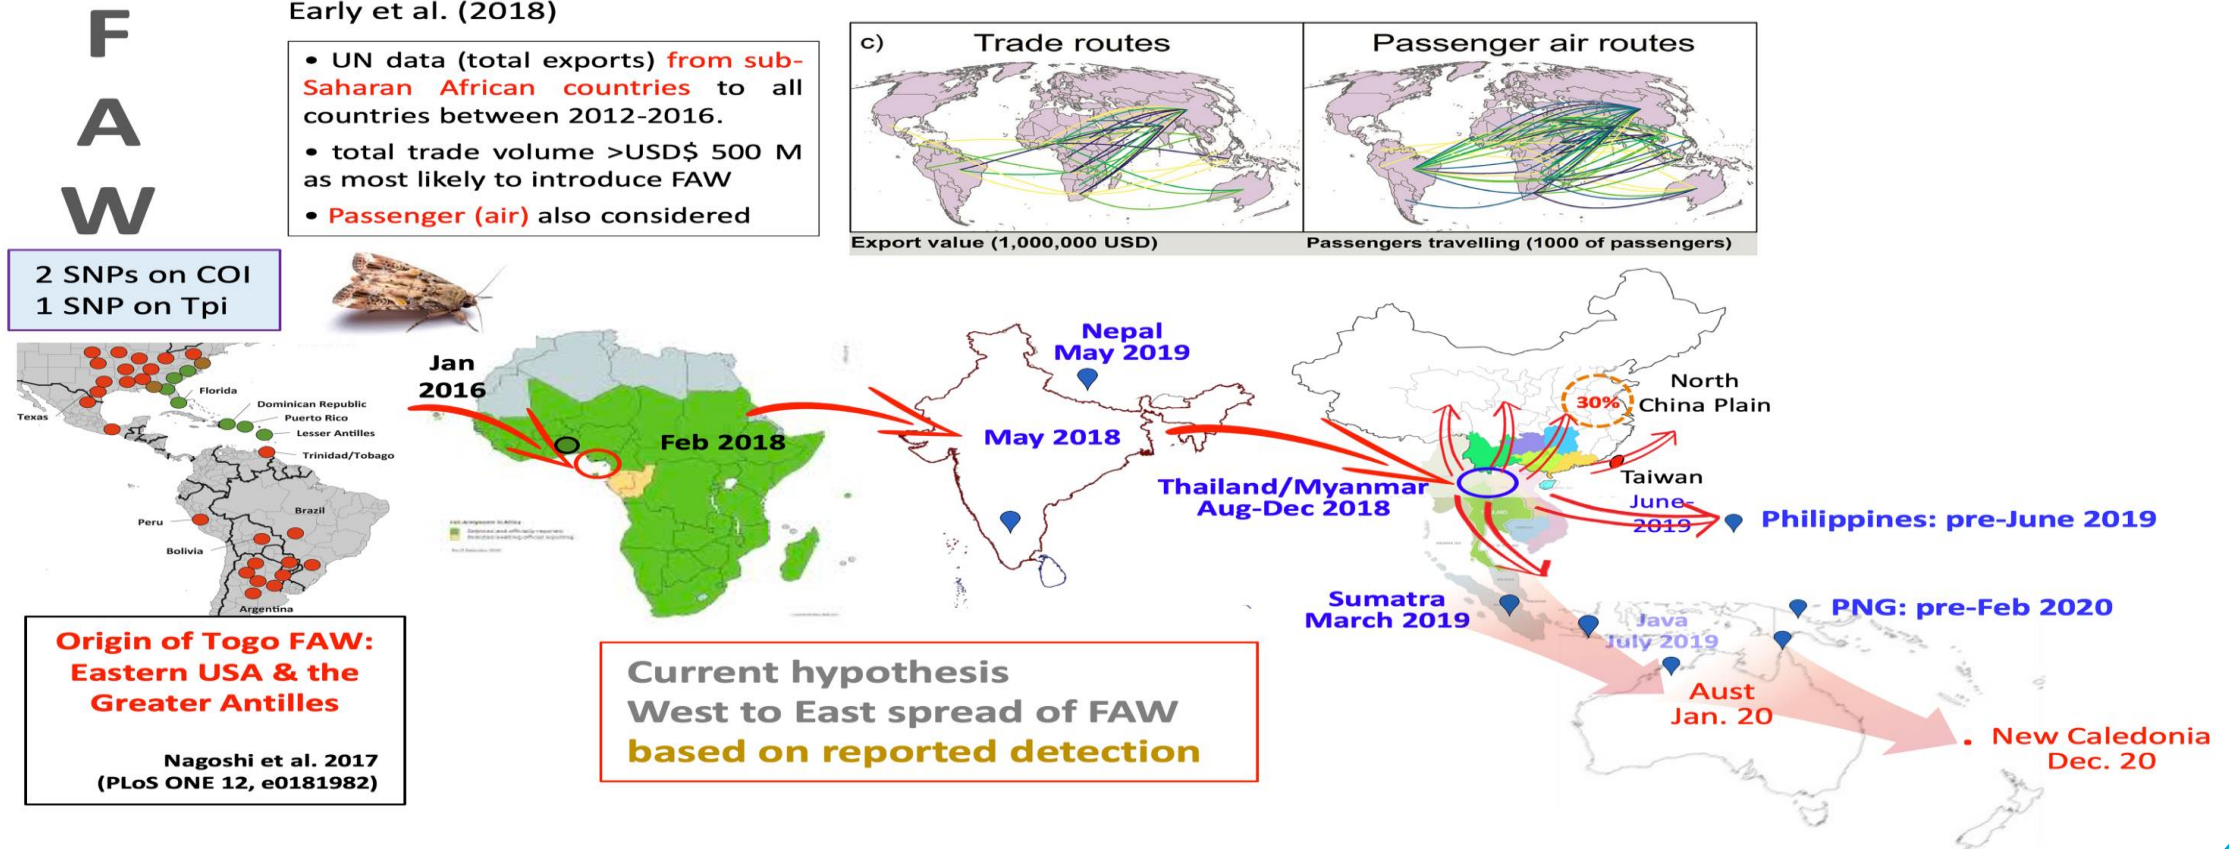 F
A
W
Early et al. (2018)
• UN data (total exports) from sub-
Saharan African countries to all
countries between 2012-2016.
• total trade volume >USD$ 500 M
as most likely to introduce FAW
• Passenger (air) also considered
c)
Trade routes
Passenger air routes
Export value (1,000,000 USD)
Passengers travelling (1000 of passengers)
2 SNPs on COI
1 SNP on Tpi
Texas
Florida
Dominican Republic
Puerto Rico
Lesser Antilles
Trinidad/Tobago
Peru
Brazil
Bolivia
Argentina
Origin of Togo FAW:
Eastern USA & the
Greater Antilles
Nagoshi et al. 2017
(PLoS ONE 12, e0181982)
Jan
2016
Feb 2018
Nepal
May 2019
May 2018
Thailand/Myanmar
Aug-Dec 2018
30%
North
China Plain
Taiwan
June-
2019
Philippines: pre-June 2019
Sumatra
March 2019
Java
July 2019
PNG: pre-Feb 2020
Aust
Jan. 20
New Caledonia
Dec. 20
Current hypothesis
West to East spread of FAW
based on reported detection